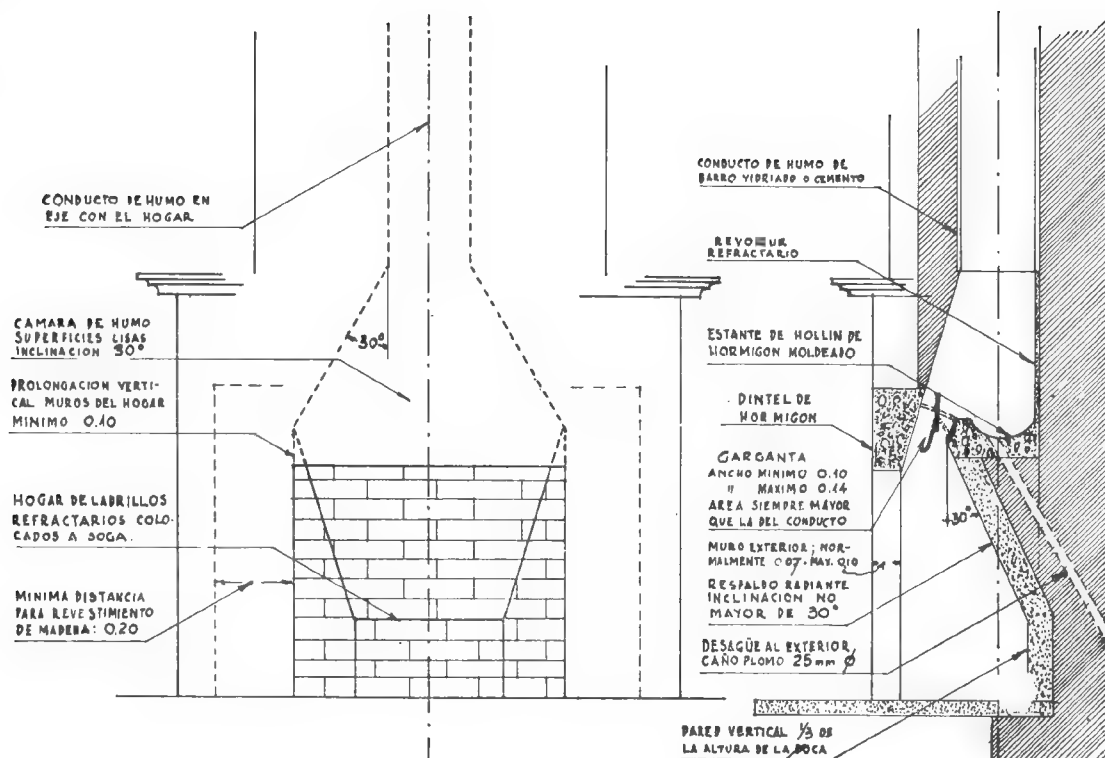 CONDUCTO DE HUMO EN
EJE CON EL HOGAR
CAMARA DE HUMO
SUPERFICIES LISAS
INCLINACION 30°
PROLONGACION VERTI-
CAL MUROS DEL HOGAR
MINIMO 0.10
HOGAR DE LADRILLOS
REFRACTARIOS COLO-
CADOS A SOGA.
MINIMA DISTANCIA
PARA REVESTIMIENTO
DE MADERA: 0,20
30°
CONDUCTO DE HUMO DE
BARRO VIDRIADO O CEMENTO
REFRACTARIO
ESTANTE DE HOLLIN DE
HORMIGON MOLDEADO
DINTEL DE
HORMIGON
GARGANTA
ANCHO MINIMO 0.10
" MAXIMO 0.14
AREA SIEMPRE MAYOR
QUE LA DEL CONDUCTO
30°
MURO EXTERIOR; NOR-
MALMENTE 0.07 - MAX. 0.10
RESPALDO RADIANTE
INCLINACION NO
MAYOR DE 30°
DESAGÜE AL EXTERIOR
CAÑO PLOMO 25 mm Ø
PARED VERTICAL 1/3 DE
LA ALTURA DE LA BOCA